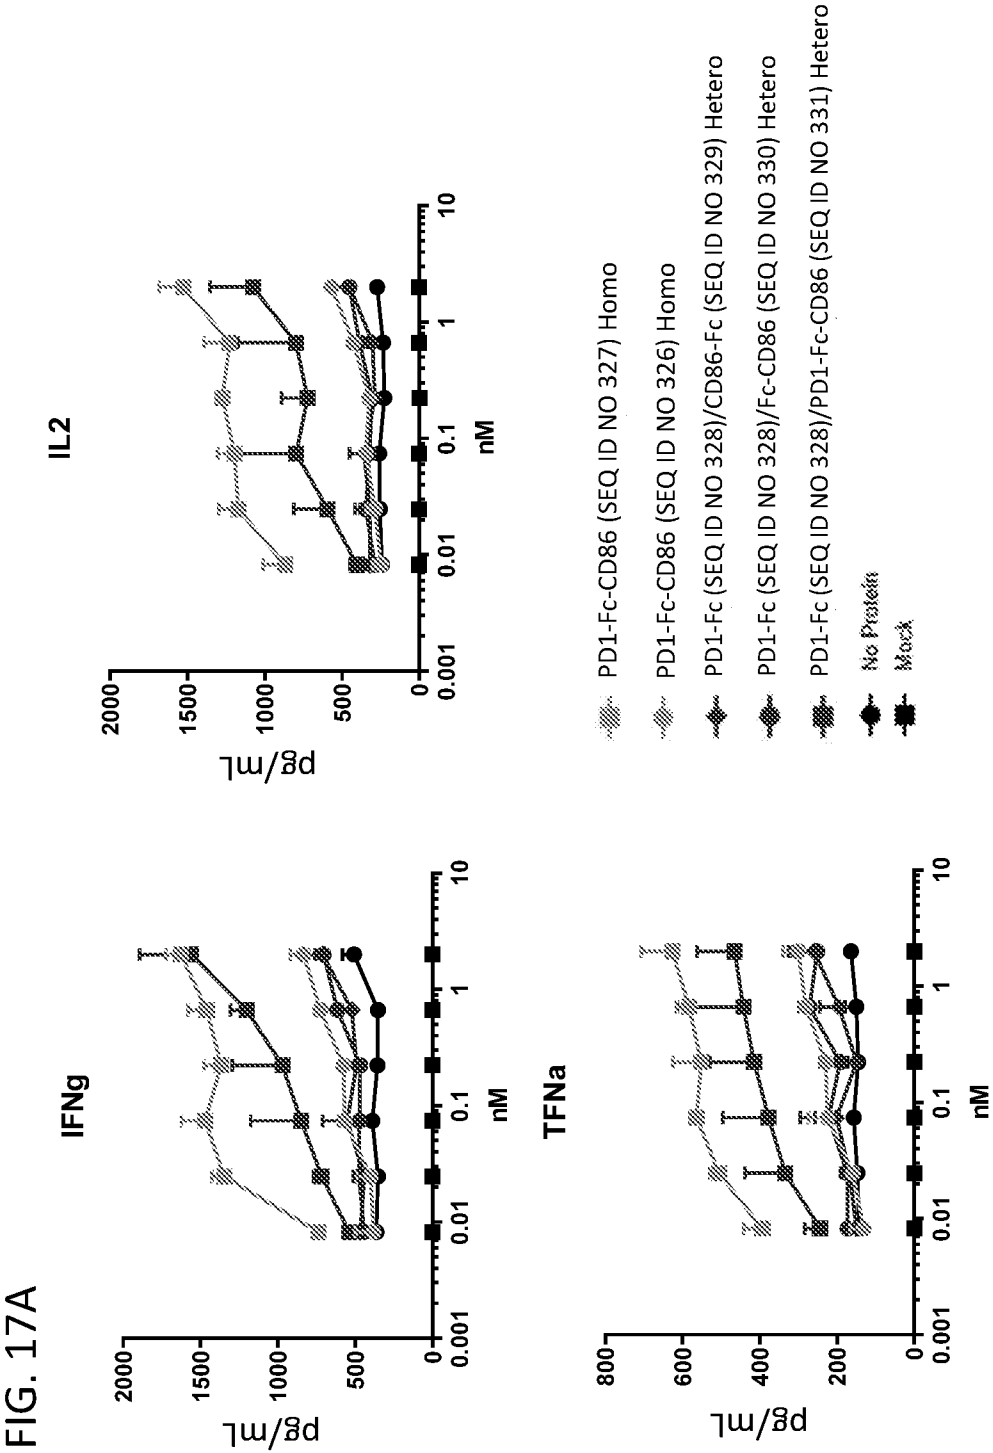 FIG. 17A
IFNg
pg/mL
2000
1500
1000
500
0
0.001
0.01
0.1
1
10
nM
IL2
pg/mL
2000
1500
1000
500
0
0.001
0.01
0.1
1
10
nM
TFNa
pg/mL
800
600
400
200
0
0.001
0.01
0.1
1
10
nM
PD1-Fc-CD86 (SEQ ID NO 327) Homo
PD1-Fc-CD86 (SEQ ID NO 326) Homo
PD1-Fc (SEQ ID NO 328)/CD86-Fc (SEQ ID NO 329) Hetero
PD1-Fc (SEQ ID NO 328)/Fc-CD86 (SEQ ID NO 330) Hetero
PD1-Fc (SEQ ID NO 328)/PD1-Fc-CD86 (SEQ ID NO 331) Hetero
No Protein
Mock